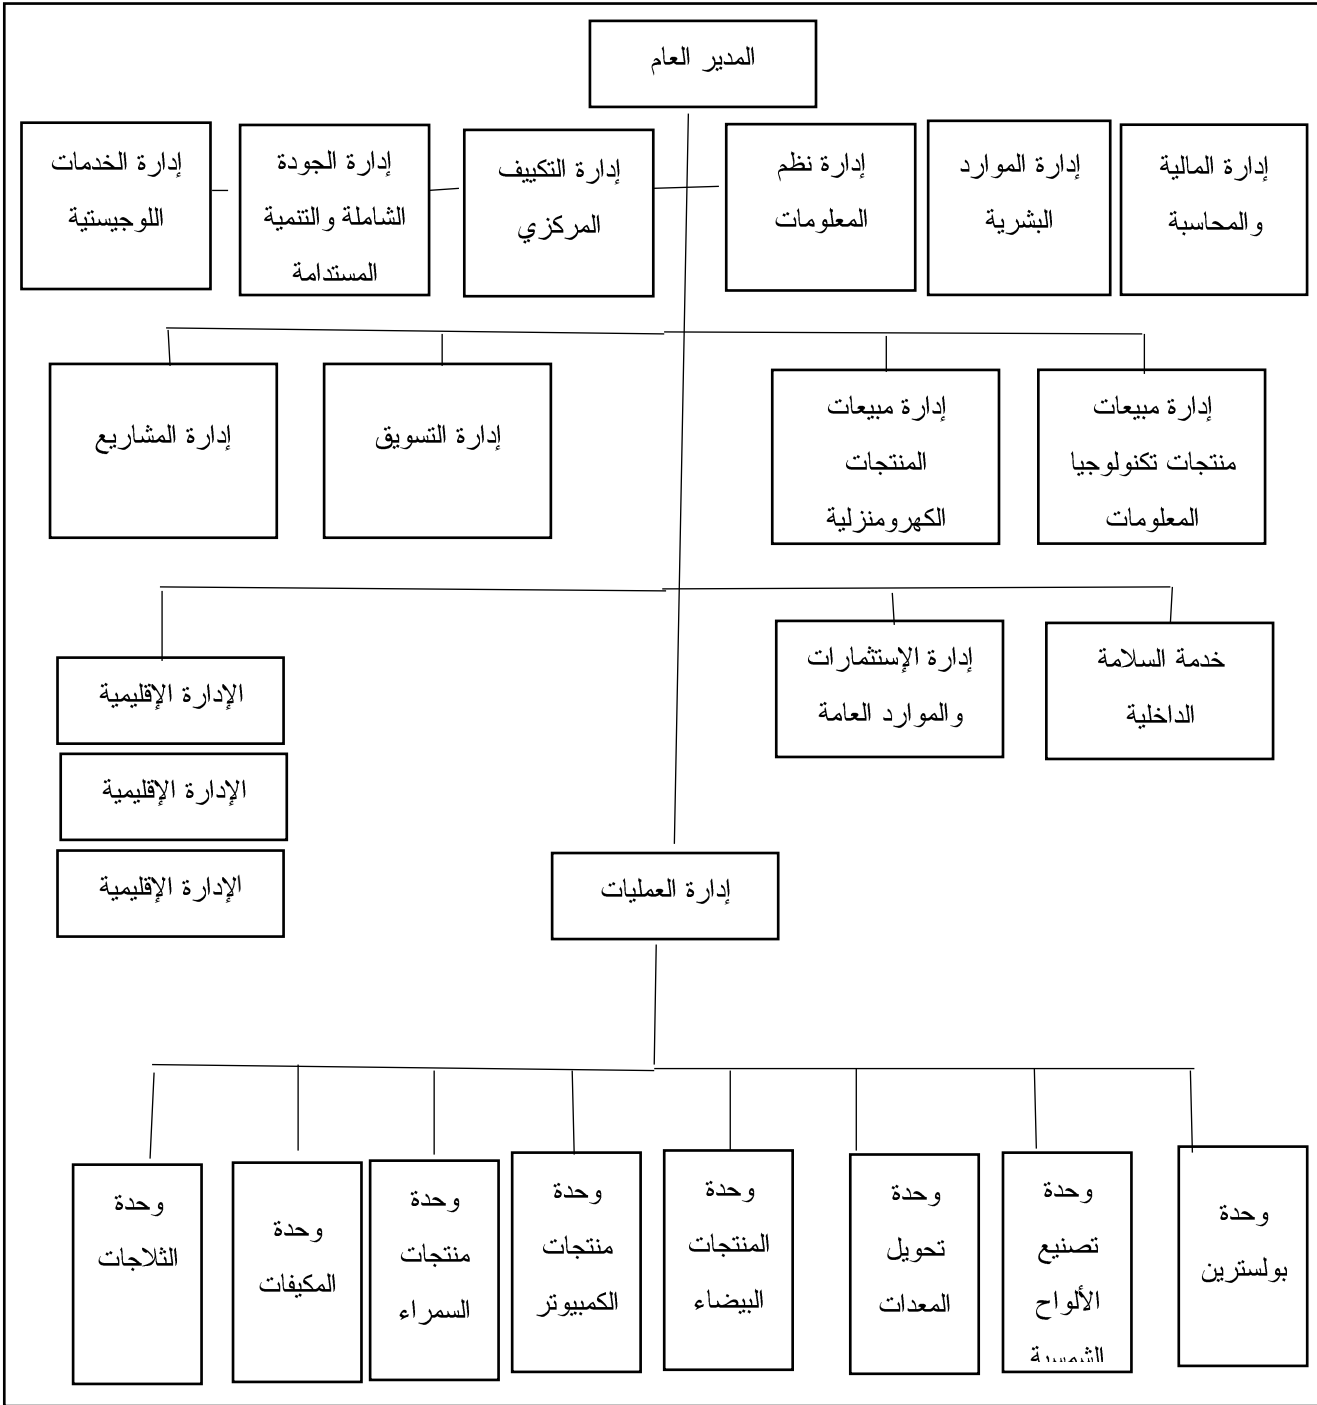 المدير العام
إدارة المالية
والمحاسبة
إدارة الموارد
البشرية
إدارة نظم
المعلومات
إدارة التكييف
المركزي
إدارة الجودة
الشاملة والتنمية
المستدامة
إدارة الخدمات
اللوجيستية
إدارة مبيعات
منتجات تكنولوجيا
المعلومات
إدارة مبيعات
المنتجات
الكهرومنزلية
إدارة التسويق
إدارة المشاريع
خدمة السلامة
الداخلية
إدارة الإستثمارات
والموارد العامة
الإدارة الإقليمية
الإدارة الإقليمية
الإدارة الإقليمية
إدارة العمليات
وحدة
بولسترين
وحدة
تصنيع
الألواح
الشمسية
وحدة
تحويل
المعدات
وحدة
المنتجات
البيضاء
وحدة
منتجات
الكمبيوتر
وحدة
منتجات
السمراء
وحدة
المكيفات
وحدة
الثلاجات